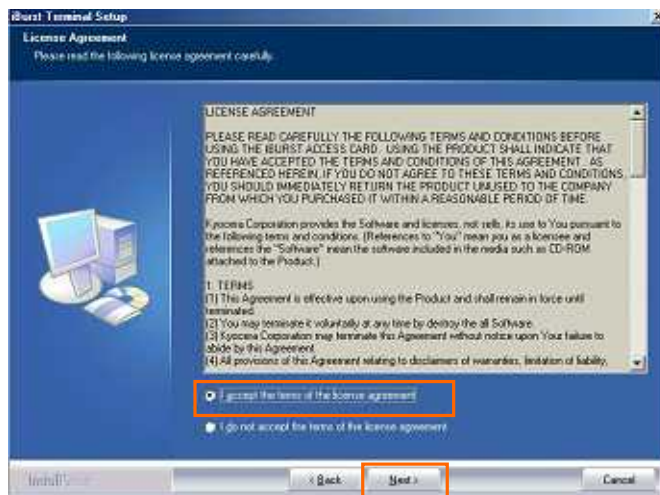 iBurst Terminal Setup
License Agreement
Please read the following license agreement carefully.
LICENSE AGREEMENT
PLEASE READ CAREFULLY THE FOLLOWING TERMS AND CONDITIONS BEFORE
USING THE IBURST ACCESS CARD. USING THE PRODUCT SHALL INDICATE THAT
YOU HAVE ACCEPTED THE TERMS AND CONDITIONS OF THIS AGREEMENT. AS
REFERENCED HEREIN, IF YOU DO NOT AGREE TO THESE TERMS AND CONDITIONS,
YOU SHOULD IMMEDIATELY RETURN THE PRODUCT UNUSED TO THE COMPANY
FROM WHICH YOU PURCHASED IT WITHIN A REASONABLE PERIOD OF TIME.
Kyocera Corporation provides the Software and licenses, not sells, its use to You pursuant to
the following terms and conditions. (References to "You" mean you as a licensee and
references the "Software" mean the software included in the media such as CD-ROM
attached to the Product.)
1. TERMS
(1) This Agreement is effective upon using the Product and shall remain in force until
terminated.
(2) You may terminate it voluntarily at any time by destroy the all Software.
(3) Kyocera Corporation may terminate this Agreement without notice upon Your failure to
abide by this Agreement.
(4) All provisions of this Agreement relating to disclaimers of warranties, limitation of liability,
I accept the terms of the license agreement
I do not accept the terms of the license agreement
< Back
Next >
Cancel